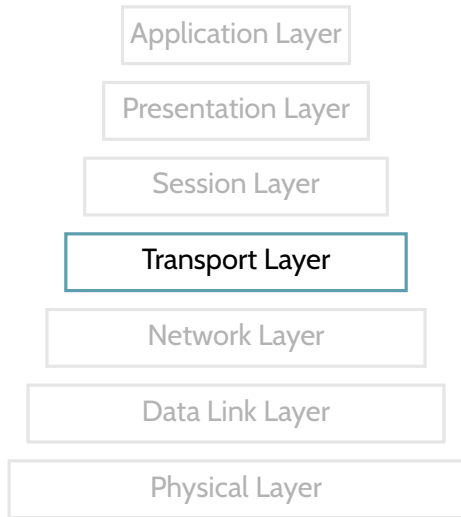 Application Layer
Presentation Layer
Session Layer
Transport Layer
Network Layer
Data Link Layer
Physical Layer